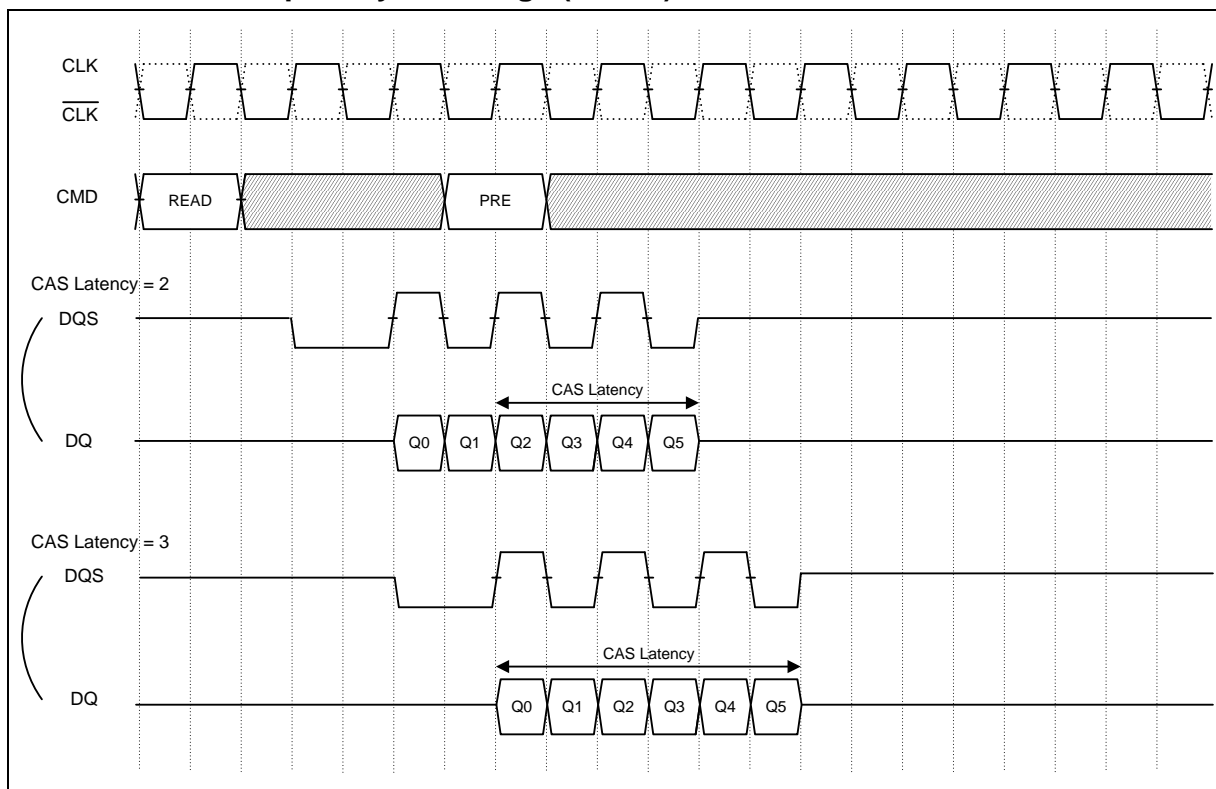 CLK
CLK
CMD
READ
PRE
CAS Latency = 2
DQS
CAS Latency
DQ
Q0 Q1 Q2 Q3 Q4 Q5
CAS Latency = 3
DQS
CAS Latency
DQ
Q0 Q1 Q2 Q3 Q4 Q5